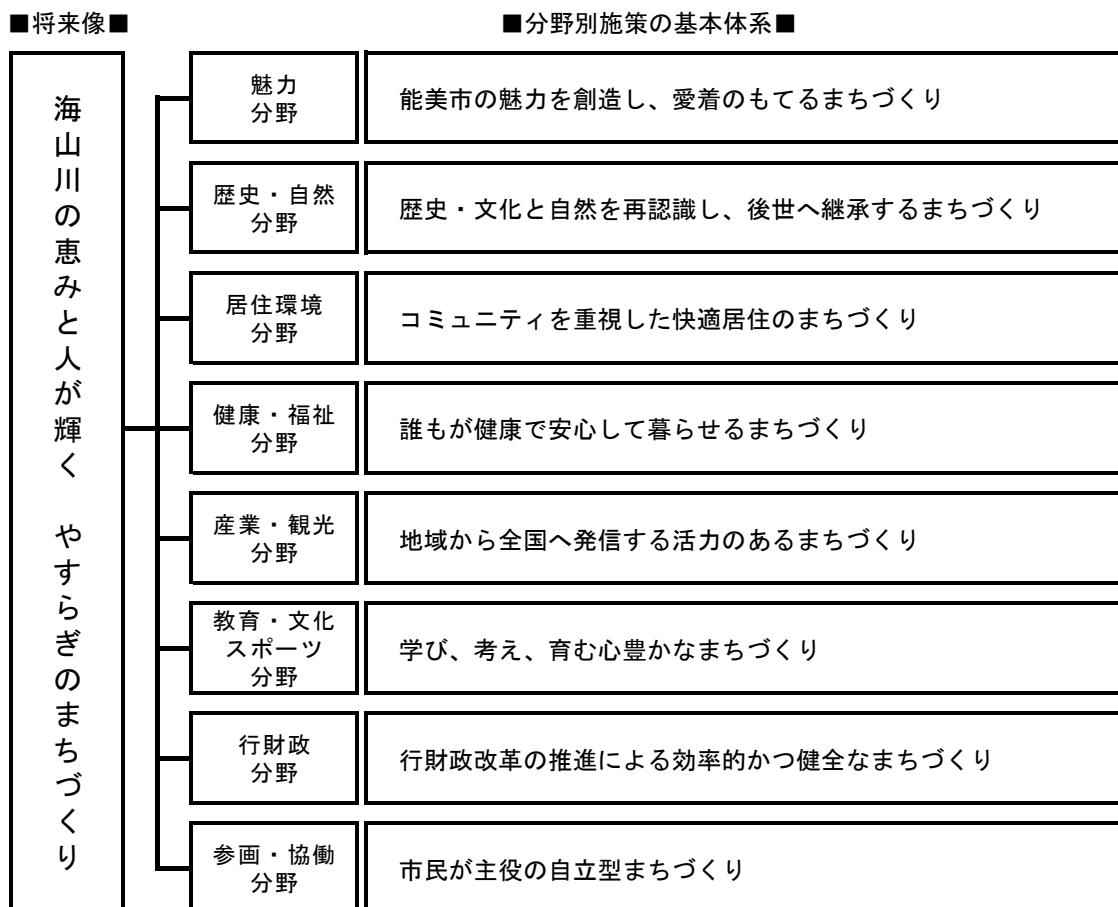 ■将来像■
■分野別施策の基本体系■
海山川の恵みと人が輝く　やすらぎのまちづくり
魅力
分野
能美市の魅力を創造し、愛着のもてるまちづくり
歴史・自然
分野
歴史・文化と自然を再認識し、後世へ継承するまちづくり
居住環境
分野
コミュニティを重視した快適居住のまちづくり
健康・福祉
分野
誰もが健康で安心して暮らせるまちづくり
産業・観光
分野
地域から全国へ発信する活力のあるまちづくり
教育・文化
スポーツ
分野
学び、考え、育む心豊かなまちづくり
行財政
分野
行財政改革の推進による効率的かつ健全なまちづくり
参画・協働
分野
市民が主役の自立型まちづくり